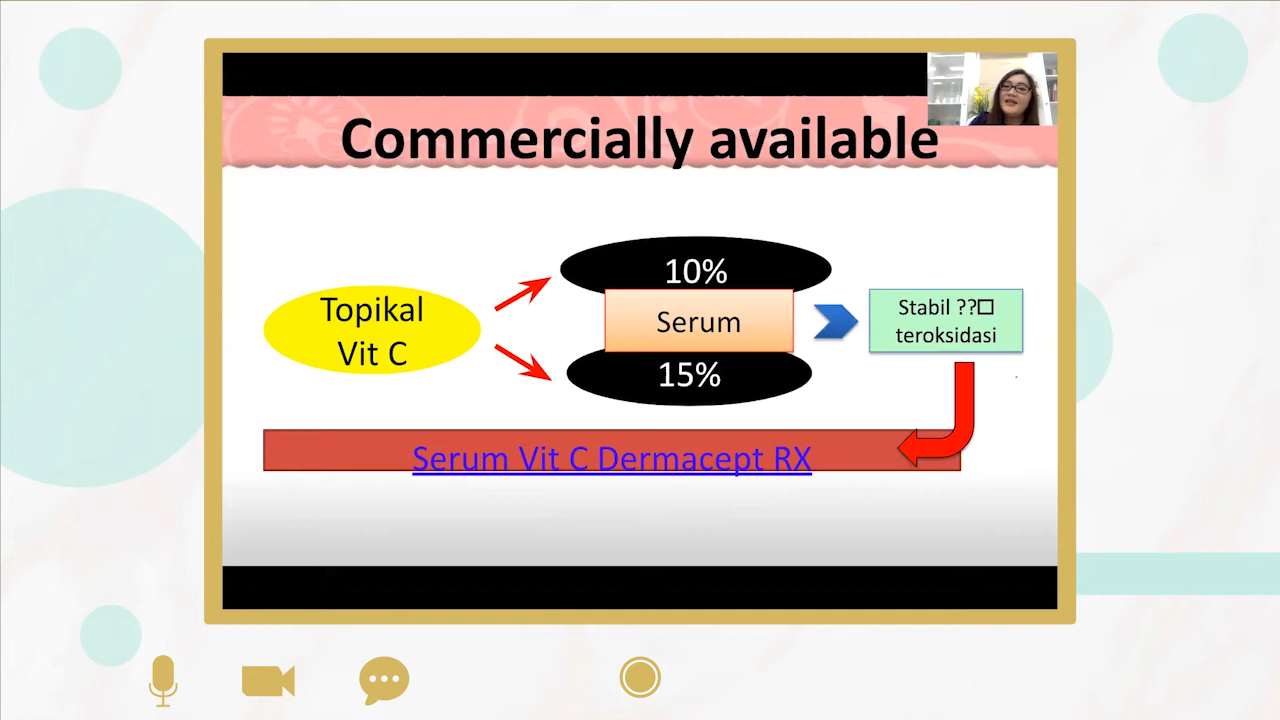 Commercially available
Topikal
Vit C
10%
Serum
15%
Stabil ??□
teroksidasi
Serum Vit C Dermacept RX